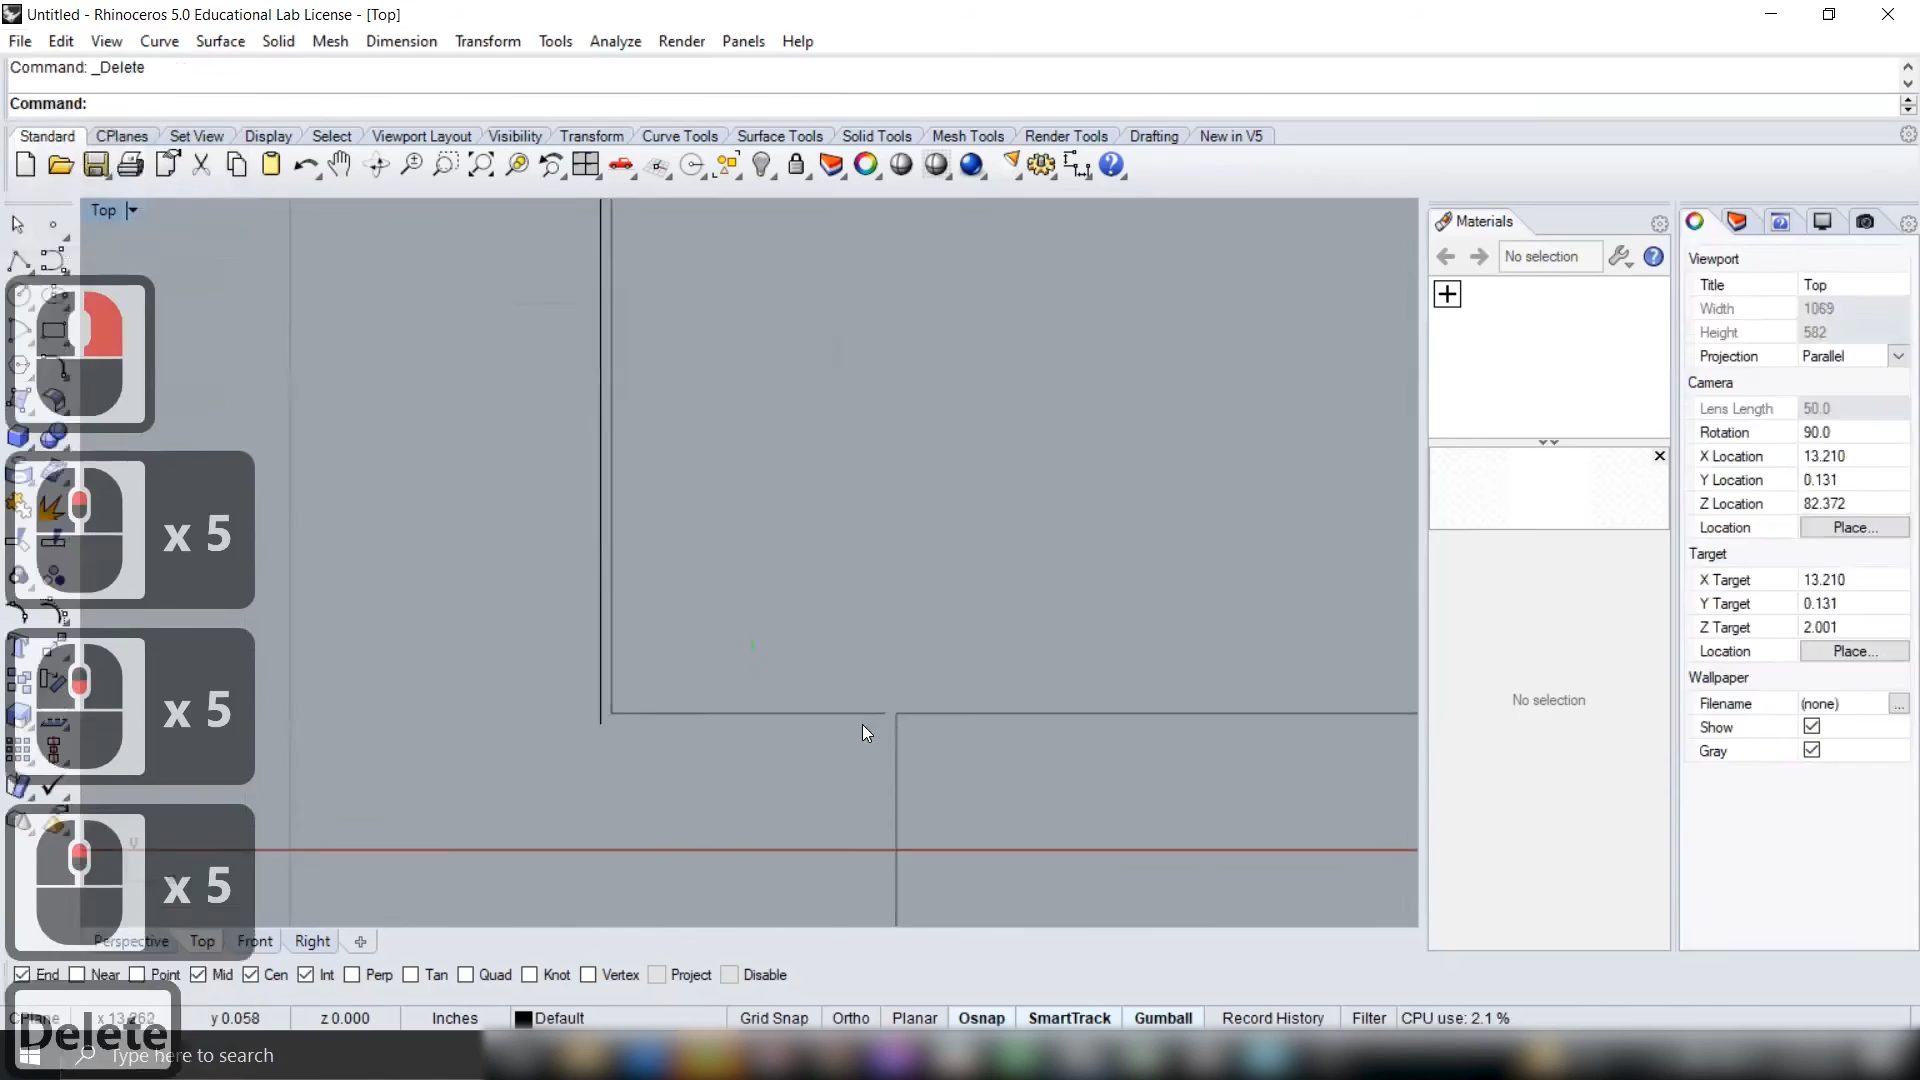 Untitled - Rhinoceros 5.0 Educational Lab License - [Top]
File Edit View Curve Surface Solid Mesh Dimension Transform Tools Analyze Render Panels Help
Command: _Delete
Command:
Standard CPlanes Set View Display Select Viewport Layout Visibility Transform Curve Tools Surface Tools Solid Tools Mesh Tools Render Tools Drafting New in V5
Top
Materials
No selection
No selection
Viewport
Title Top
Width 1069
Height 582
Projection Parallel
Camera
Lens Length 50.0
Rotation 90.0
X Location 13.210
Y Location 0.131
Z Location 82.372
Location Place...
Target
X Target 13.210
Y Target 0.131
Z Target 2.001
Location Place...
Wallpaper
Filename (none) ...
Show
Gray
x 5
x 5
x 5
Perspective Top Front Right
End Near Point Mid Cen Int Perp Tan Quad Knot Vertex Project Disable
CPlane x 13.262 y 0.058 z 0.000 Inches Default Grid Snap Ortho Planar Osnap SmartTrack Gumball Record History Filter CPU use: 2.1 %
Delete
Type here to search